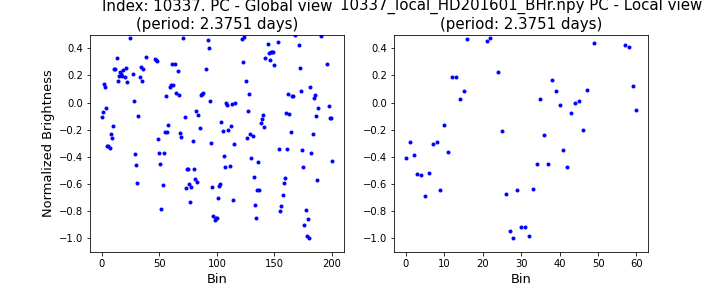 Index: 10337. PC - Global view
(period: 2.3751 days)
10337_local_HD201601_BHr.npy PC - Local view
(period: 2.3751 days)
Normalized Brightness
0.4
0.2
0.0
−0.2
−0.4
−0.6
−0.8
−1.0
0 50 100 150 200
Bin
0.4
0.2
0.0
−0.2
−0.4
−0.6
−0.8
−1.0
0 10 20 30 40 50 60
Bin